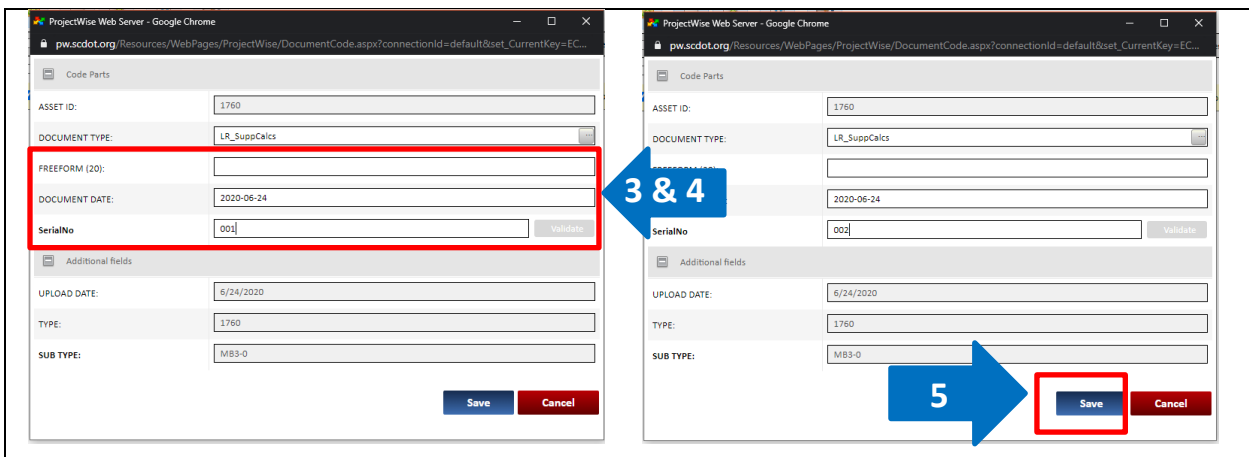 ProjectWise Web Server - Google Chrome
pw.scdot.org/Resources/WebPages/ProjectWise/DocumentCode.aspx?connectionId=default&set_CurrentKey=EC...
Code Parts
ASSET ID: 1760
DOCUMENT TYPE: LR_SuppCalcs ...
FREEFORM (20):
DOCUMENT DATE: 2020-06-24
SerialNo 001 Validate
Additional fields
UPLOAD DATE: 6/24/2020
TYPE: 1760
SUB TYPE: MB3-0
Save Cancel
3 & 4
ProjectWise Web Server - Google Chrome
pw.scdot.org/Resources/WebPages/ProjectWise/DocumentCode.aspx?connectionId=default&set_CurrentKey=EC...
Code Parts
ASSET ID: 1760
DOCUMENT TYPE: LR_SuppCalcs ...
2020-06-24
SerialNo 002 Validate
Additional fields
UPLOAD DATE: 6/24/2020
TYPE: 1760
SUB TYPE: MB3-0
5
Save Cancel